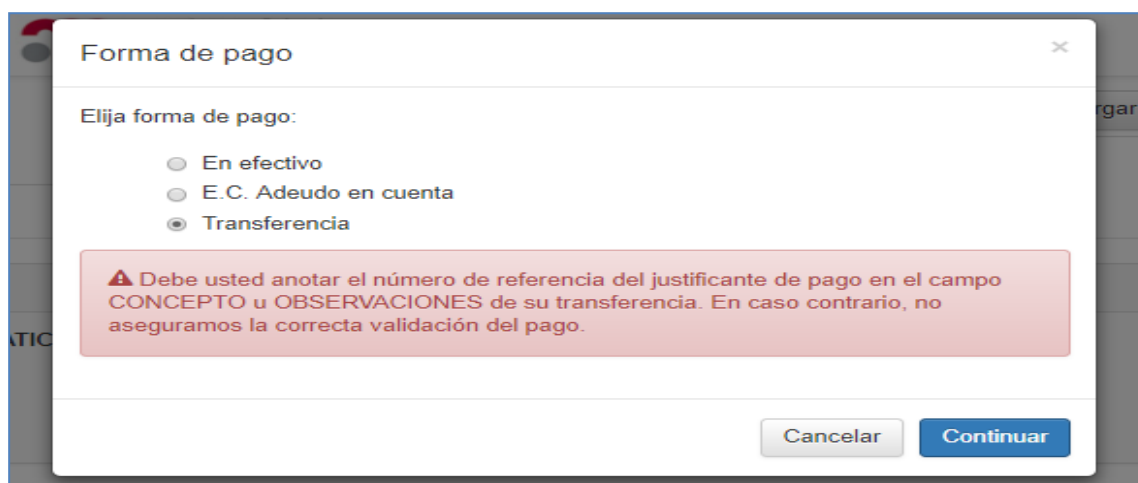 Forma de pago
×
rgar
Elija forma de pago:
En efectivo
E.C. Adeudo en cuenta
Transferencia
Debe usted anotar el número de referencia del justificante de pago en el campo
CONCEPTO u OBSERVACIONES de su transferencia. En caso contrario, no
aseguramos la correcta validación del pago.
ATIC
Cancelar
Continuar